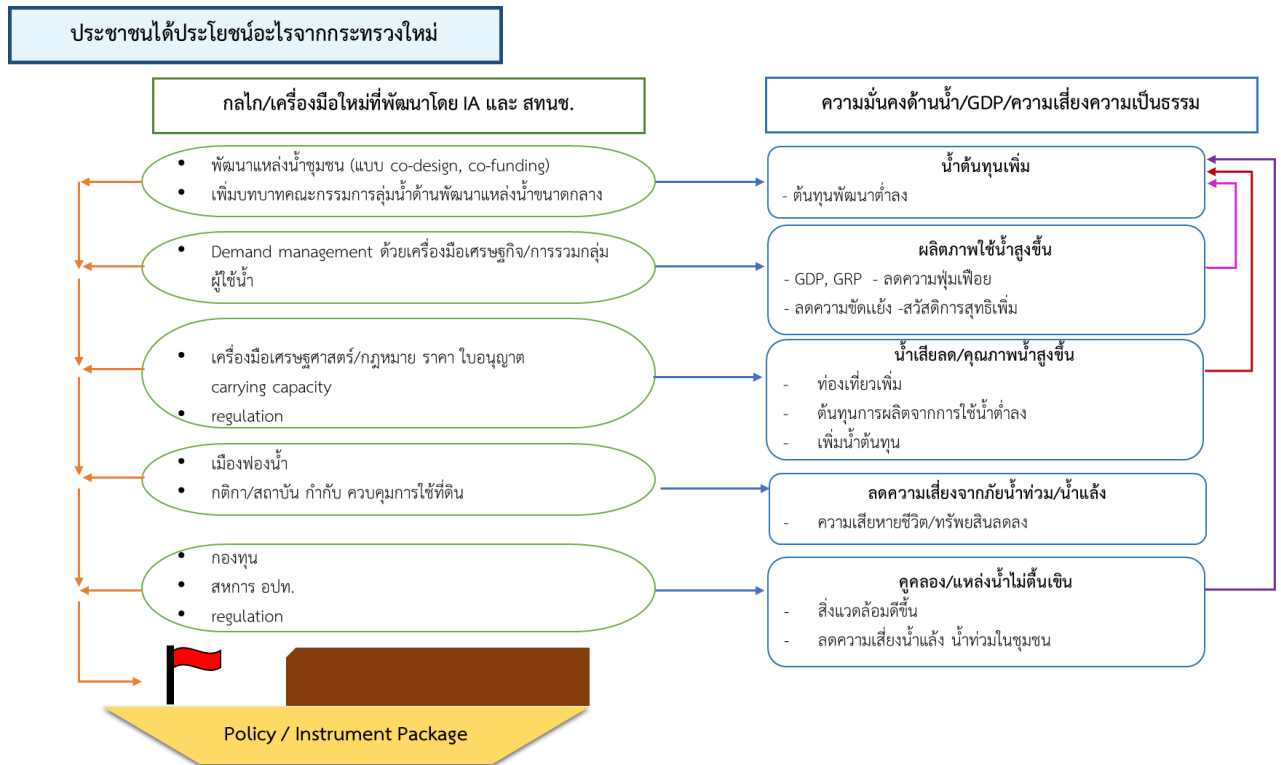 ประชาชนได้ประโยชน์อะไรจากกระทรวงใหม่
กลไก/เครื่องมือใหม่ที่พัฒนาโดย IA และ สทนช.
• พัฒนาแหล่งน้ำชุมชน (แบบ co-design, co-funding)
• เพิ่มบทบาทคณะกรรมการลุ่มน้ำด้านพัฒนาแหล่งน้ำขนาดกลาง
• Demand management ด้วยเครื่องมือเศรษฐกิจ/การรวมกลุ่ม
ผู้ใช้น้ำ
• เครื่องมือเศรษฐศาสตร์/กฎหมาย ราคา ใบอนุญาต
carrying capacity
• regulation
• เมืองฟองน้ำ
• กติกา/สถาบัน กำกับ ควบคุมการใช้ที่ดิน
• กองทุน
• สหการ อปท.
• regulation
Policy / Instrument Package
ความมั่นคงด้านน้ำ/GDP/ความเสี่ยงความเป็นธรรม
น้ำต้นทุนเพิ่ม
- ต้นทุนพัฒนาต่ำลง
ผลิตภาพใช้น้ำสูงขึ้น
- GDP, GRP - ลดความฟุ่มเฟือย
- ลดความขัดแย้ง -สวัสดิการสุทธิเพิ่ม
น้ำเสียลด/คุณภาพน้ำสูงขึ้น
- ท่องเที่ยวเพิ่ม
- ต้นทุนการผลิตจากการใช้น้ำต่ำลง
- เพิ่มน้ำต้นทุน
ลดความเสี่ยงจากภัยน้ำท่วม/น้ำแล้ง
- ความเสียหายชีวิต/ทรัพย์สินลดลง
คูคลอง/แหล่งน้ำไม่ตื้นเขิน
- สิ่งแวดล้อมดีขึ้น
- ลดความเสี่ยงน้ำแล้ง น้ำท่วมในชุมชน